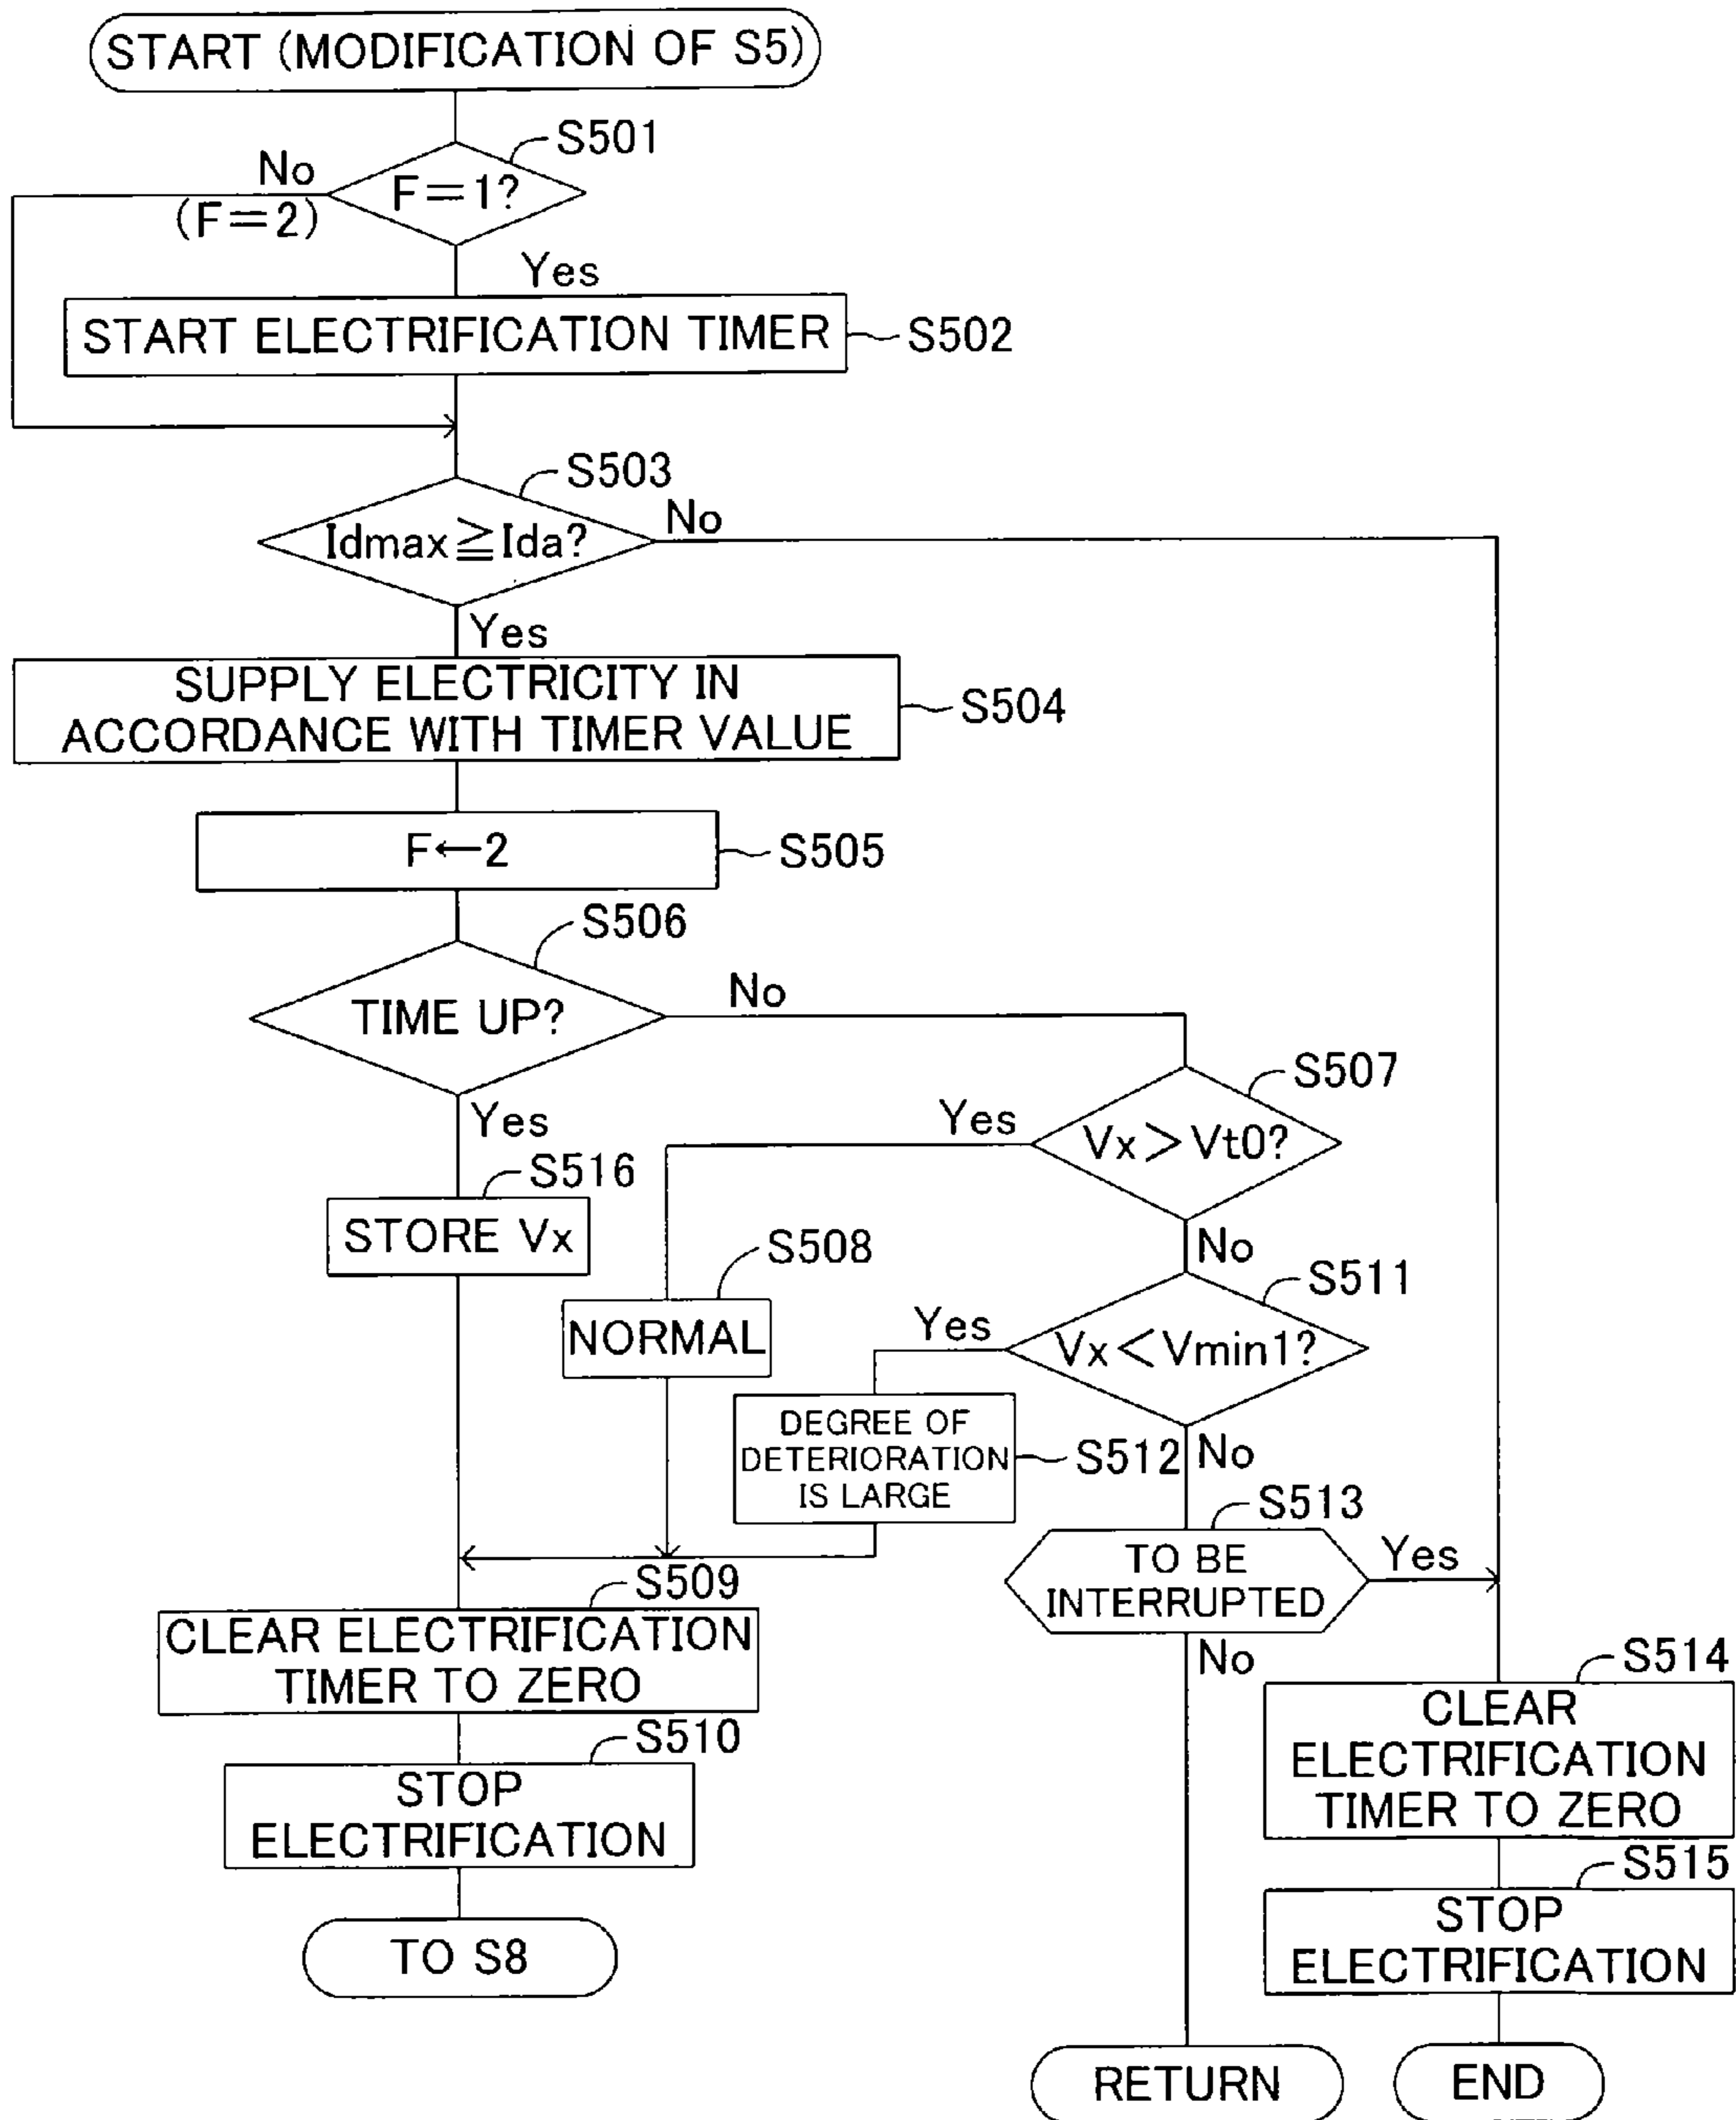 START (MODIFICATION OF S5)
S501
No
(F=2)
F=1?
Yes
START ELECTRIFICATION TIMER
S502
S503
Idmax≧Ida?
No
Yes
SUPPLY ELECTRICITY IN
ACCORDANCE WITH TIMER VALUE
S504
F←2
S505
S506
TIME UP?
No
Yes
S507
Vx>Vt0?
Yes
No
S516
STORE Vx
S508
NORMAL
S511
Vx<Vmin1?
Yes
No
DEGREE OF
DETERIORATION
IS LARGE
S512
S513
TO BE
INTERRUPTED
Yes
No
S509
CLEAR ELECTRIFICATION
TIMER TO ZERO
S510
STOP
ELECTRIFICATION
TO S8
S514
CLEAR
ELECTRIFICATION
TIMER TO ZERO
S515
STOP
ELECTRIFICATION
RETURN
END